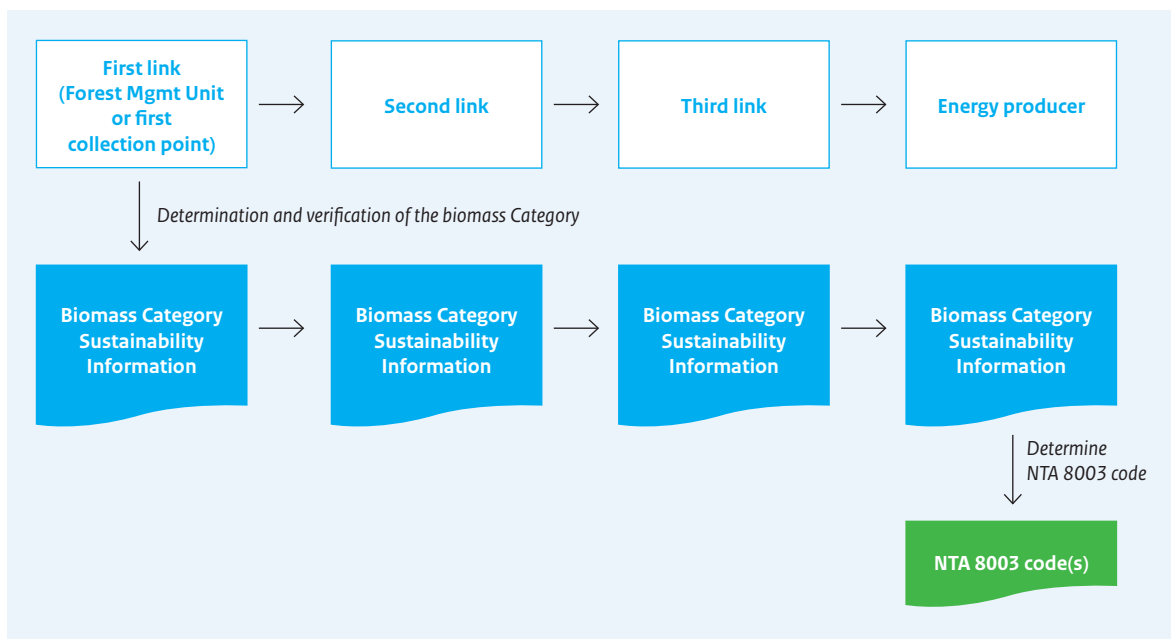 First link
(Forest Mgmt Unit
or first
collection point)
Second link
Third link
Energy producer
Determination and verification of the biomass Category
Biomass Category
Sustainability
Information
Biomass Category
Sustainability
Information
Biomass Category
Sustainability
Information
Biomass Category
Sustainability
Information
Determine
NTA 8003 code
NTA 8003 code(s)